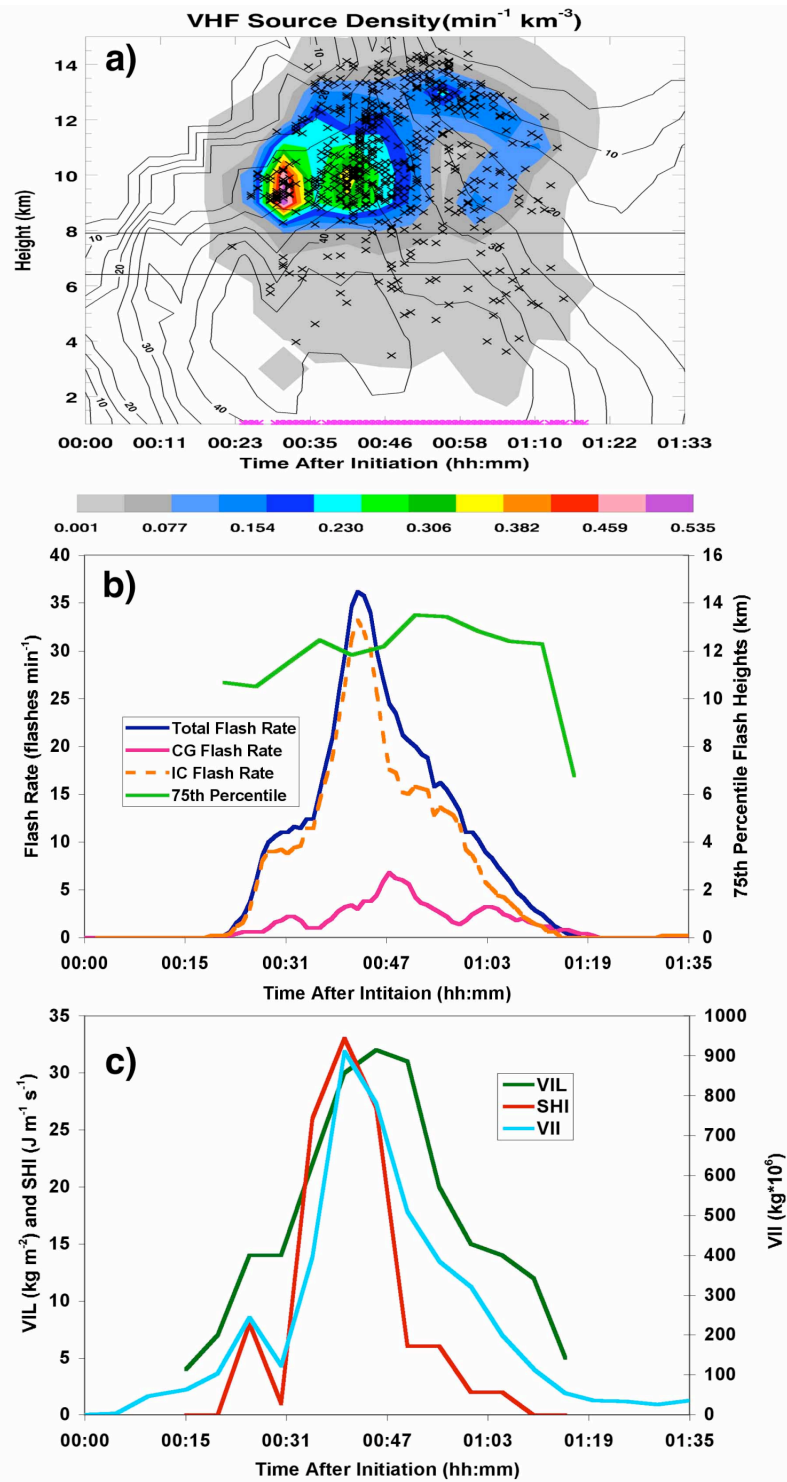 VHF Source Density(min⁻¹ km⁻³)
a)
Height (km)
14
12
10
8
6
4
2
10
10
10
20
30
40
10
20
20
10
20
30
40
30
00:00 00:11 00:23 00:35 00:46 00:58 01:10 01:22 01:33
Time After Initiation (hh:mm)
0.001 0.077 0.154 0.230 0.306 0.382 0.459 0.535
b)
Flash Rate (flashes min⁻¹)
40
35
30
25
20
15
10
5
0
Total Flash Rate
CG Flash Rate
IC Flash Rate
75th Percentile
16
14
12
10
8
6
4
2
0
75th Percentile Flash Heights (km)
00:00 00:15 00:31 00:47 01:03 01:19 01:35
Time After Intitaion (hh:mm)
c)
VIL (kg m⁻²) and SHI (J m⁻¹ s⁻¹)
35
30
25
20
15
10
5
0
VIL
SHI
VII
1000
900
800
700
600
500
400
300
200
100
0
VII (kg*10⁶)
00:00 00:15 00:31 00:47 01:03 01:19 01:35
Time After Initiation (hh:mm)